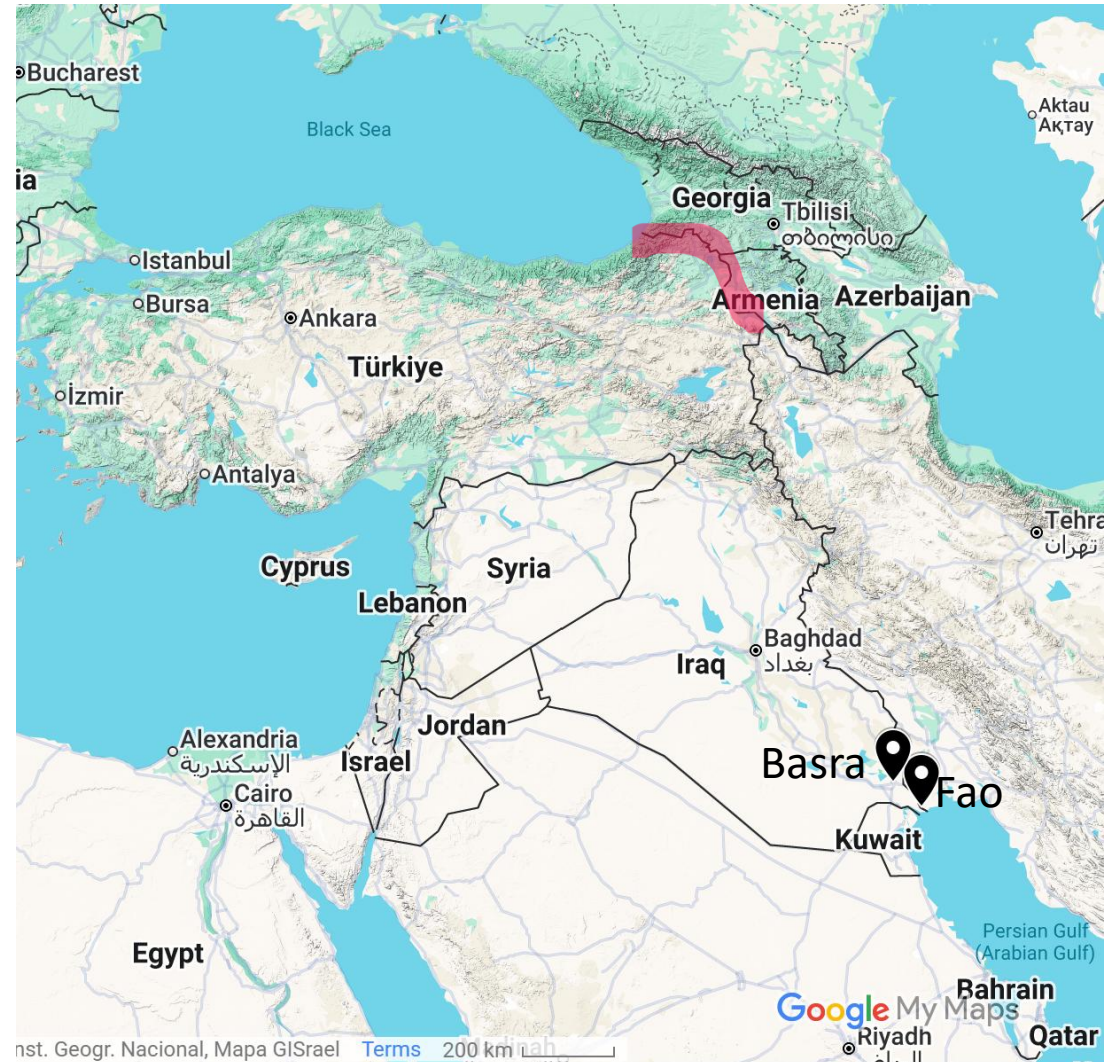 Bucharest
Aktau
Ақтау
Black Sea
ia
Georgia
Tbilisi
თბილისი
Istanbul
Bursa
Ankara
Armenia
Azerbaijan
Türkiye
İzmir
Antalya
Tehra
تهران
Cyprus
Syria
Lebanon
Baghdad
بغداد
Iraq
Jordan
Alexandria
الإسكندرية
Israel
Basra
Fao
Cairo
القاهرة
Kuwait
Egypt
Persian Gulf
(Arabian Gulf)
Bahrain
Google My Maps
Riyadh
Qatar
nst. Geogr. Nacional, Mapa GISrael Terms 200 km
Medinah